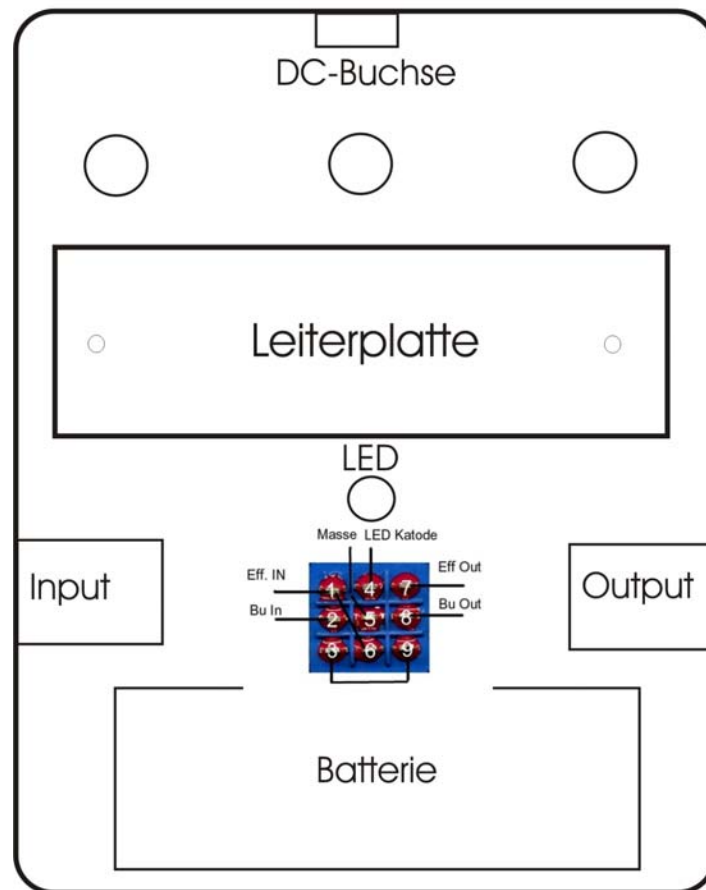 DC-Buchse
Leiterplatte
LED
Masse LED Katode
Eff. IN
Eff Out
Input
Output
Bu In
Bu Out
1 4 7
2 5 8
3 6 9
Batterie